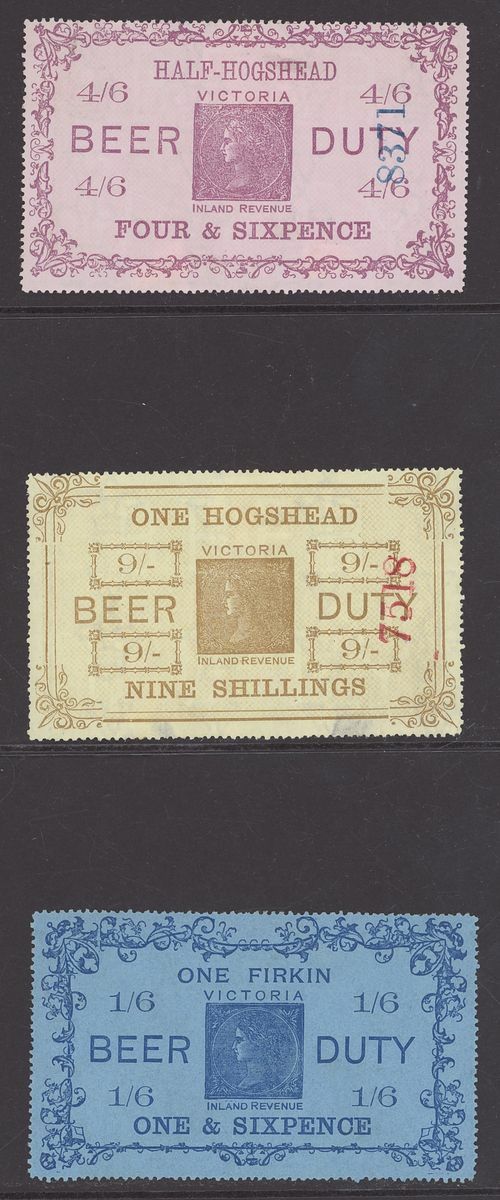 HALF-HOGSHEAD
4/6 VICTORIA 4/6
BEER DUTY
4/6 4/6
INLAND REVENUE
FOUR & SIXPENCE
8371
ONE HOGSHEAD
VICTORIA
9/- 9/-
BEER DUTY
9/- 9/-
INLAND REVENUE
NINE SHILLINGS
7518
ONE FIRKIN
1/6 VICTORIA 1/6
BEER DUTY
1/6 1/6
INLAND REVENUE
ONE & SIXPENCE